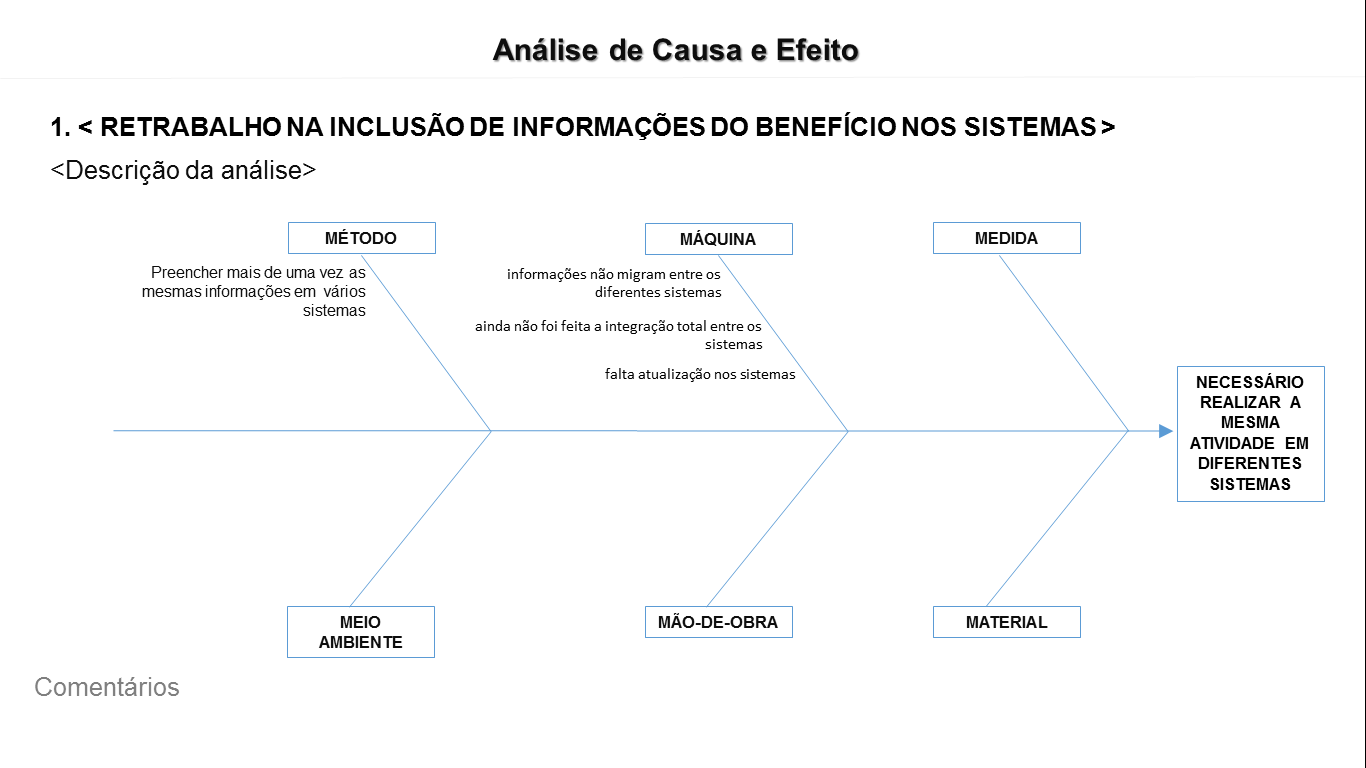 Análise de Causa e Efeito
1. < RETRABALHO NA INCLUSÃO DE INFORMAÇÕES DO BENEFÍCIO NOS SISTEMAS >
<Descrição da análise>
MÉTODO
Preencher mais de uma vez as
mesmas informações em vários
sistemas
MÁQUINA
informações não migram entre os
diferentes sistemas
ainda não foi feita a integração total entre os
sistemas
falta atualização nos sistemas
MEDIDA
NECESSÁRIO
REALIZAR A
MESMA
ATIVIDADE EM
DIFERENTES
SISTEMAS
MEIO
AMBIENTE
MÃO-DE-OBRA
MATERIAL
Comentários